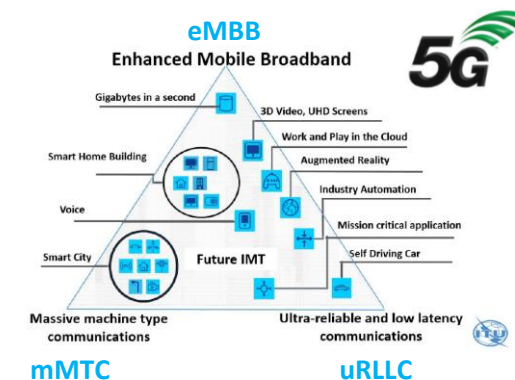 eMBB
Enhanced Mobile Broadband
5G
Gigabytes in a second
3D Video, UHD Screens
Work and Play in the Cloud
Smart Home Building
Augmented Reality
Industry Automation
Voice
Mission critical application
Smart City
Future IMT
Self Driving Car
Massive machine type
communications
Ultra-reliable and low latency
communications
ITU
mMTC
uRLLC